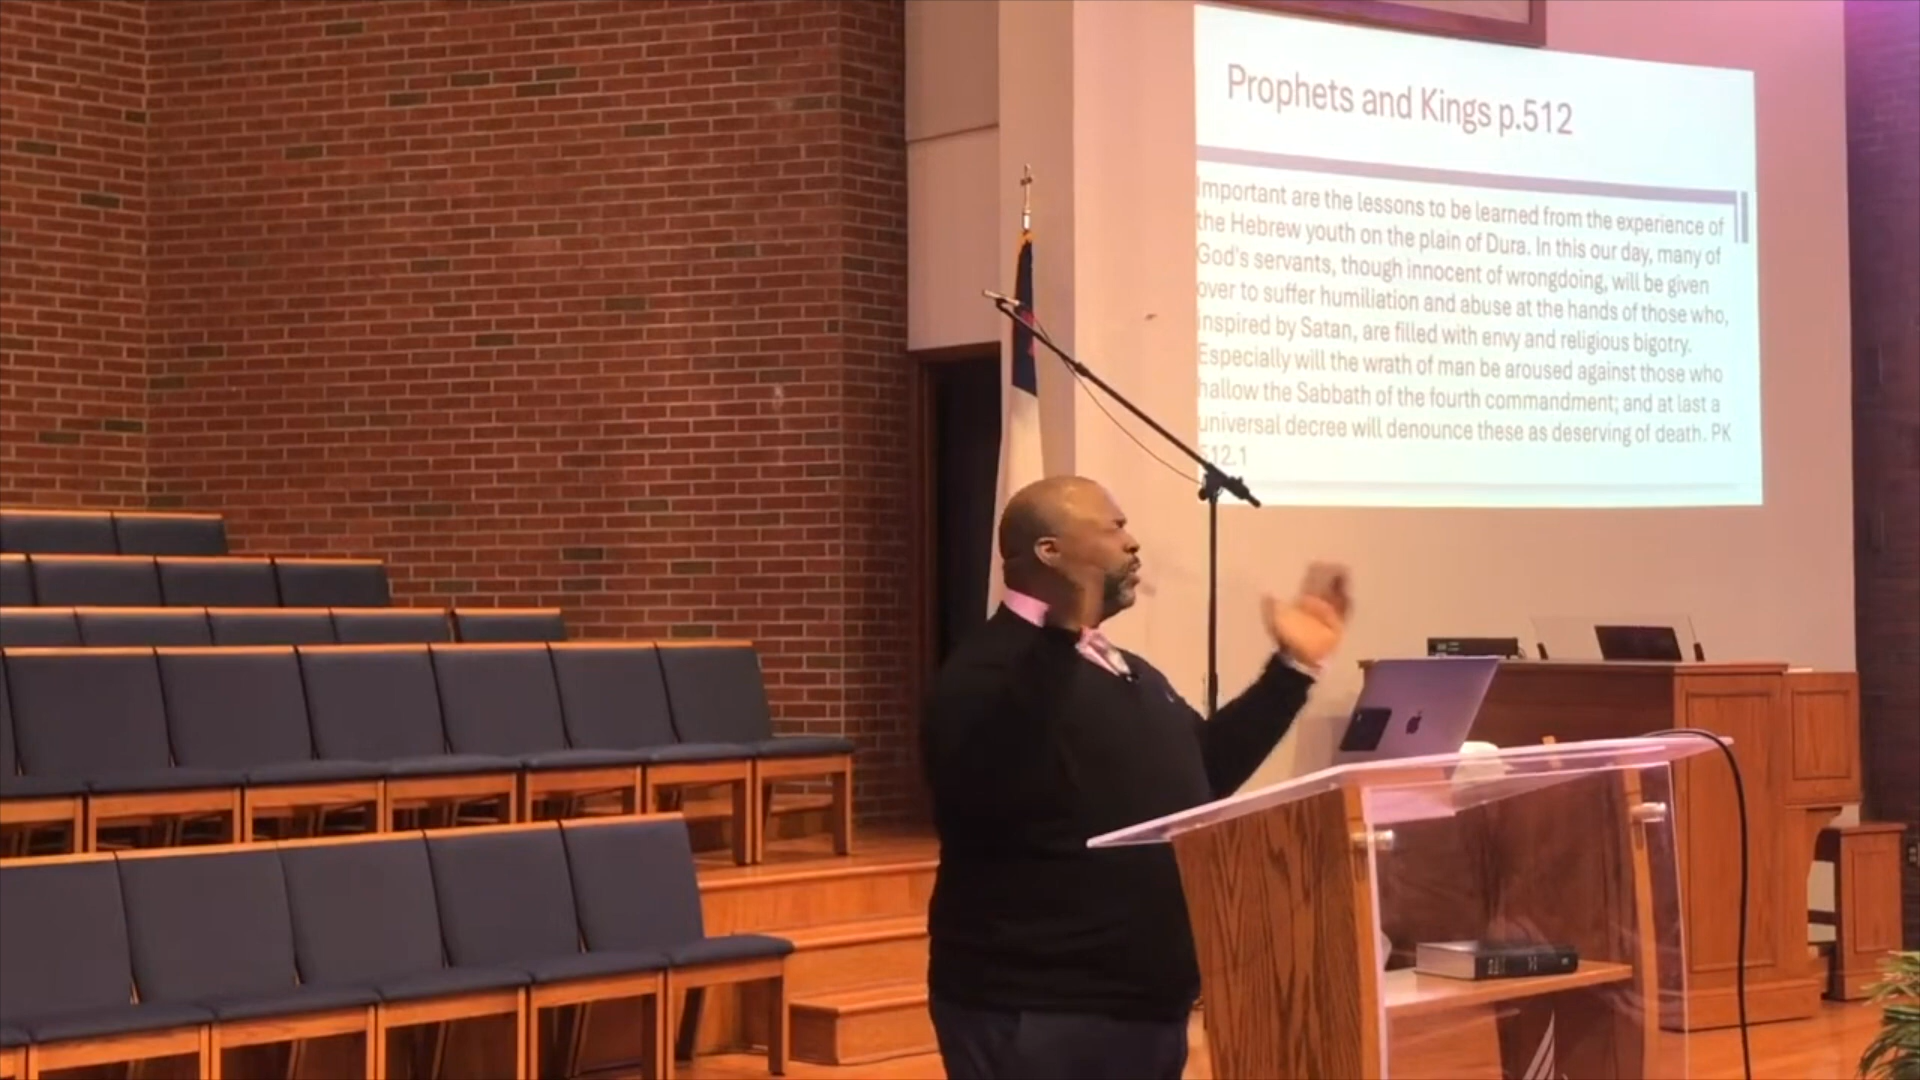 Prophets and Kings p.512
Important are the lessons to be learned from the experience of
the Hebrew youth on the plain of Dura. In this our day, many of
God's servants, though innocent of wrongdoing, will be given
over to suffer humiliation and abuse at the hands of those who,
inspired by Satan, are filled with envy and religious bigotry.
Especially will the wrath of man be aroused against those who
hallow the Sabbath of the fourth commandment; and at last a
universal decree will denounce these as deserving of death. PK
512.1